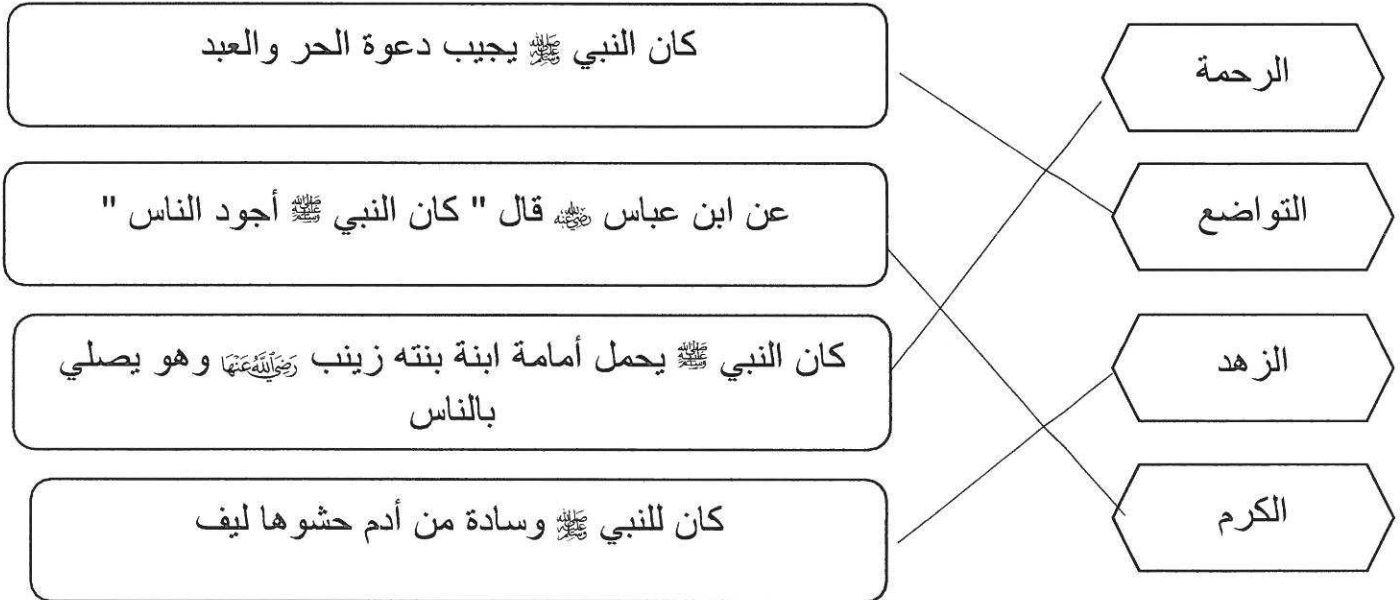 الرحمة
كان النبي ﷺ يجيب دعوة الحر والعبد
التواضع
عن ابن عباس رضي الله عنه قال " كان النبي ﷺ أجود الناس "
الزهد
كان النبي ﷺ يحمل أمامة ابنة بنته زينب رضي الله عنها وهو يصلي
بالناس
الكرم
كان للنبي ﷺ وسادة من أدم حشوها ليف